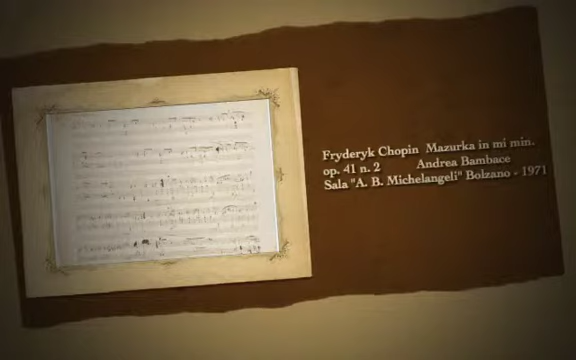 Fryderyk Chopin Mazurka in mi min.
op. 41 n. 2 Andrea Bambace
Sala "A. B. Michelangeli" Bolzano - 1971